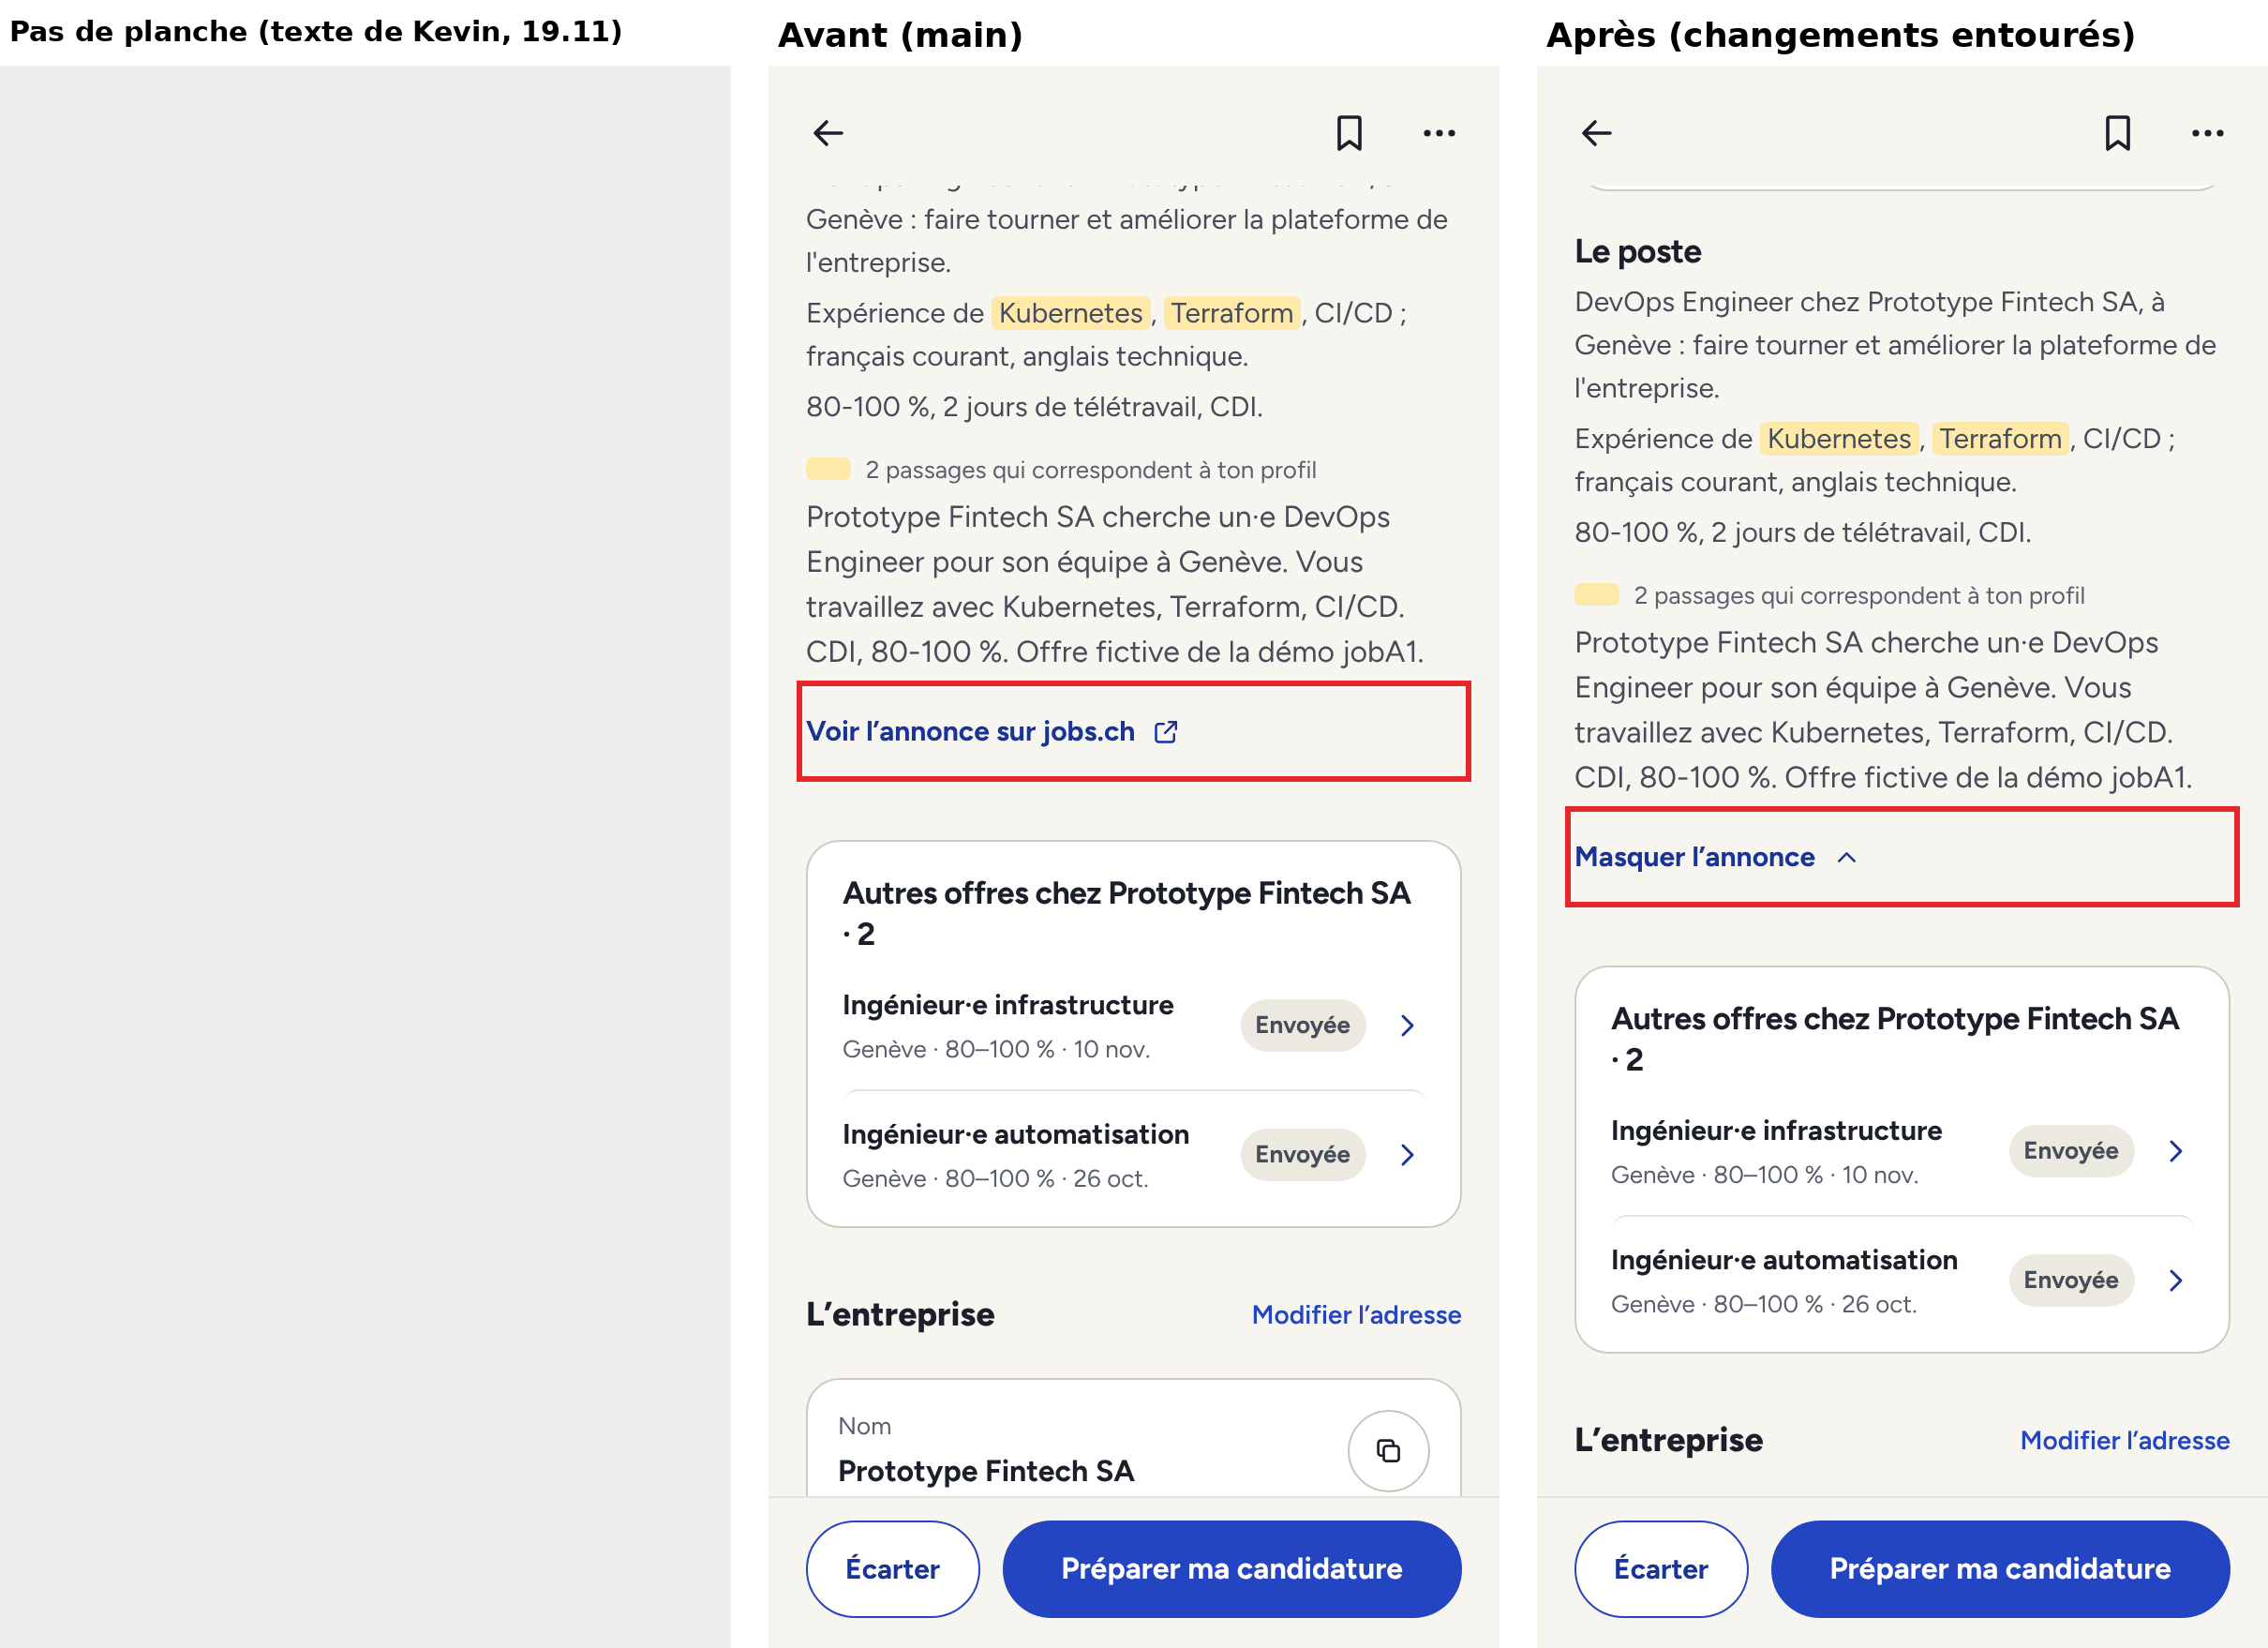 Pas de planche (texte de Kevin, 19.11)
Avant (main)
Genève : faire tourner et améliorer la plateforme de
l'entreprise.
Expérience de Kubernetes, Terraform, CI/CD ;
français courant, anglais technique.
80-100 %, 2 jours de télétravail, CDI.
2 passages qui correspondent à ton profil
Prototype Fintech SA cherche un·e DevOps
Engineer pour son équipe à Genève. Vous
travaillez avec Kubernetes, Terraform, CI/CD.
CDI, 80-100 %. Offre fictive de la démo jobA1.
Voir l’annonce sur jobs.ch
Autres offres chez Prototype Fintech SA
· 2
Ingénieur·e infrastructure
Envoyée
Genève · 80–100 % · 10 nov.
Ingénieur·e automatisation
Envoyée
Genève · 80–100 % · 26 oct.
L’entreprise
Modifier l’adresse
Nom
Prototype Fintech SA
Écarter
Préparer ma candidature
Après (changements entourés)
Le poste
DevOps Engineer chez Prototype Fintech SA, à
Genève : faire tourner et améliorer la plateforme de
l'entreprise.
Expérience de Kubernetes, Terraform, CI/CD ;
français courant, anglais technique.
80-100 %, 2 jours de télétravail, CDI.
2 passages qui correspondent à ton profil
Prototype Fintech SA cherche un·e DevOps
Engineer pour son équipe à Genève. Vous
travaillez avec Kubernetes, Terraform, CI/CD.
CDI, 80-100 %. Offre fictive de la démo jobA1.
Masquer l’annonce
Autres offres chez Prototype Fintech SA
· 2
Ingénieur·e infrastructure
Envoyée
Genève · 80–100 % · 10 nov.
Ingénieur·e automatisation
Envoyée
Genève · 80–100 % · 26 oct.
L’entreprise
Modifier l’adresse
Écarter
Préparer ma candidature